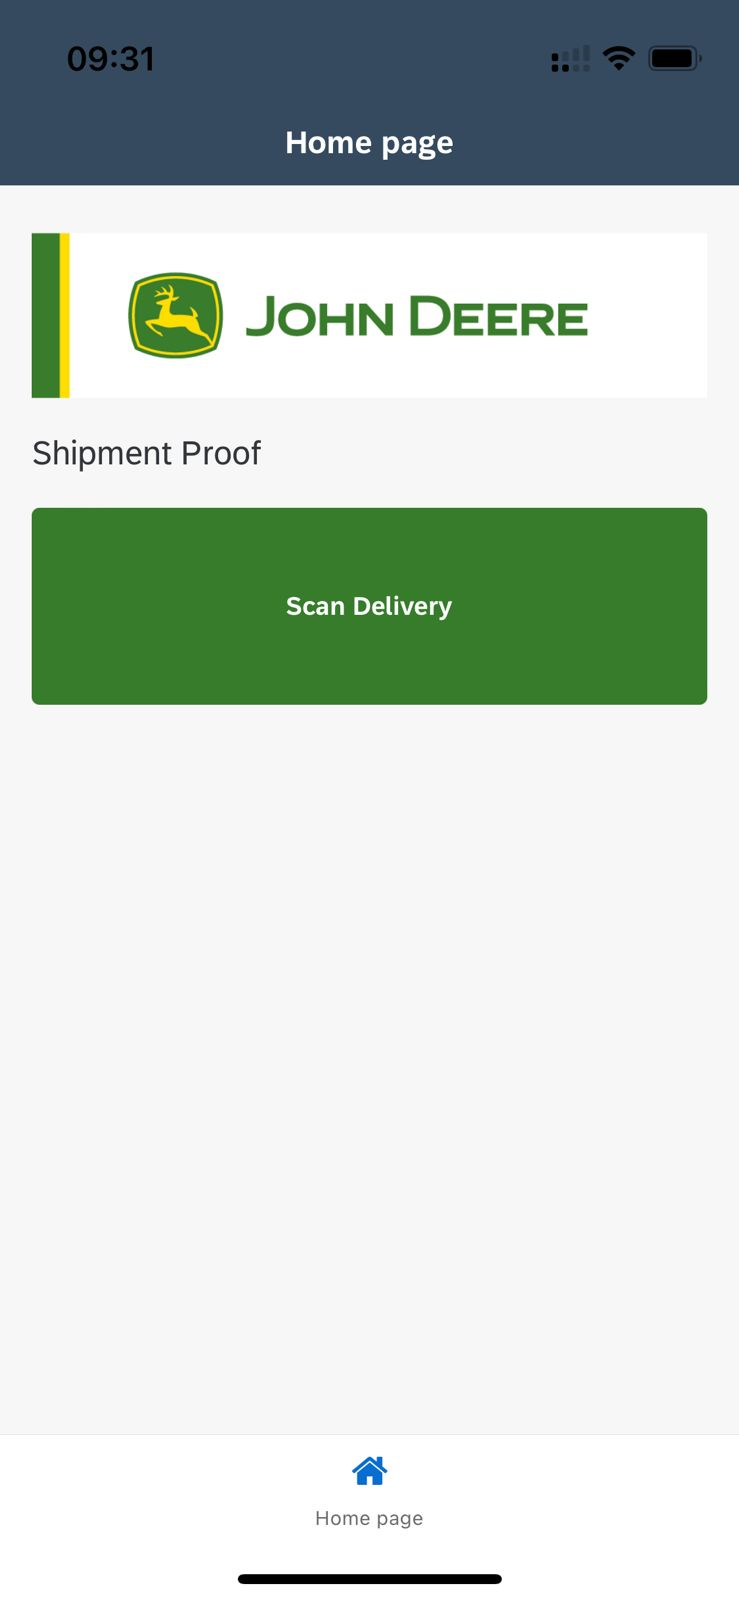 09:31
Home page
JOHN DEERE
Shipment Proof
Scan Delivery
Home page